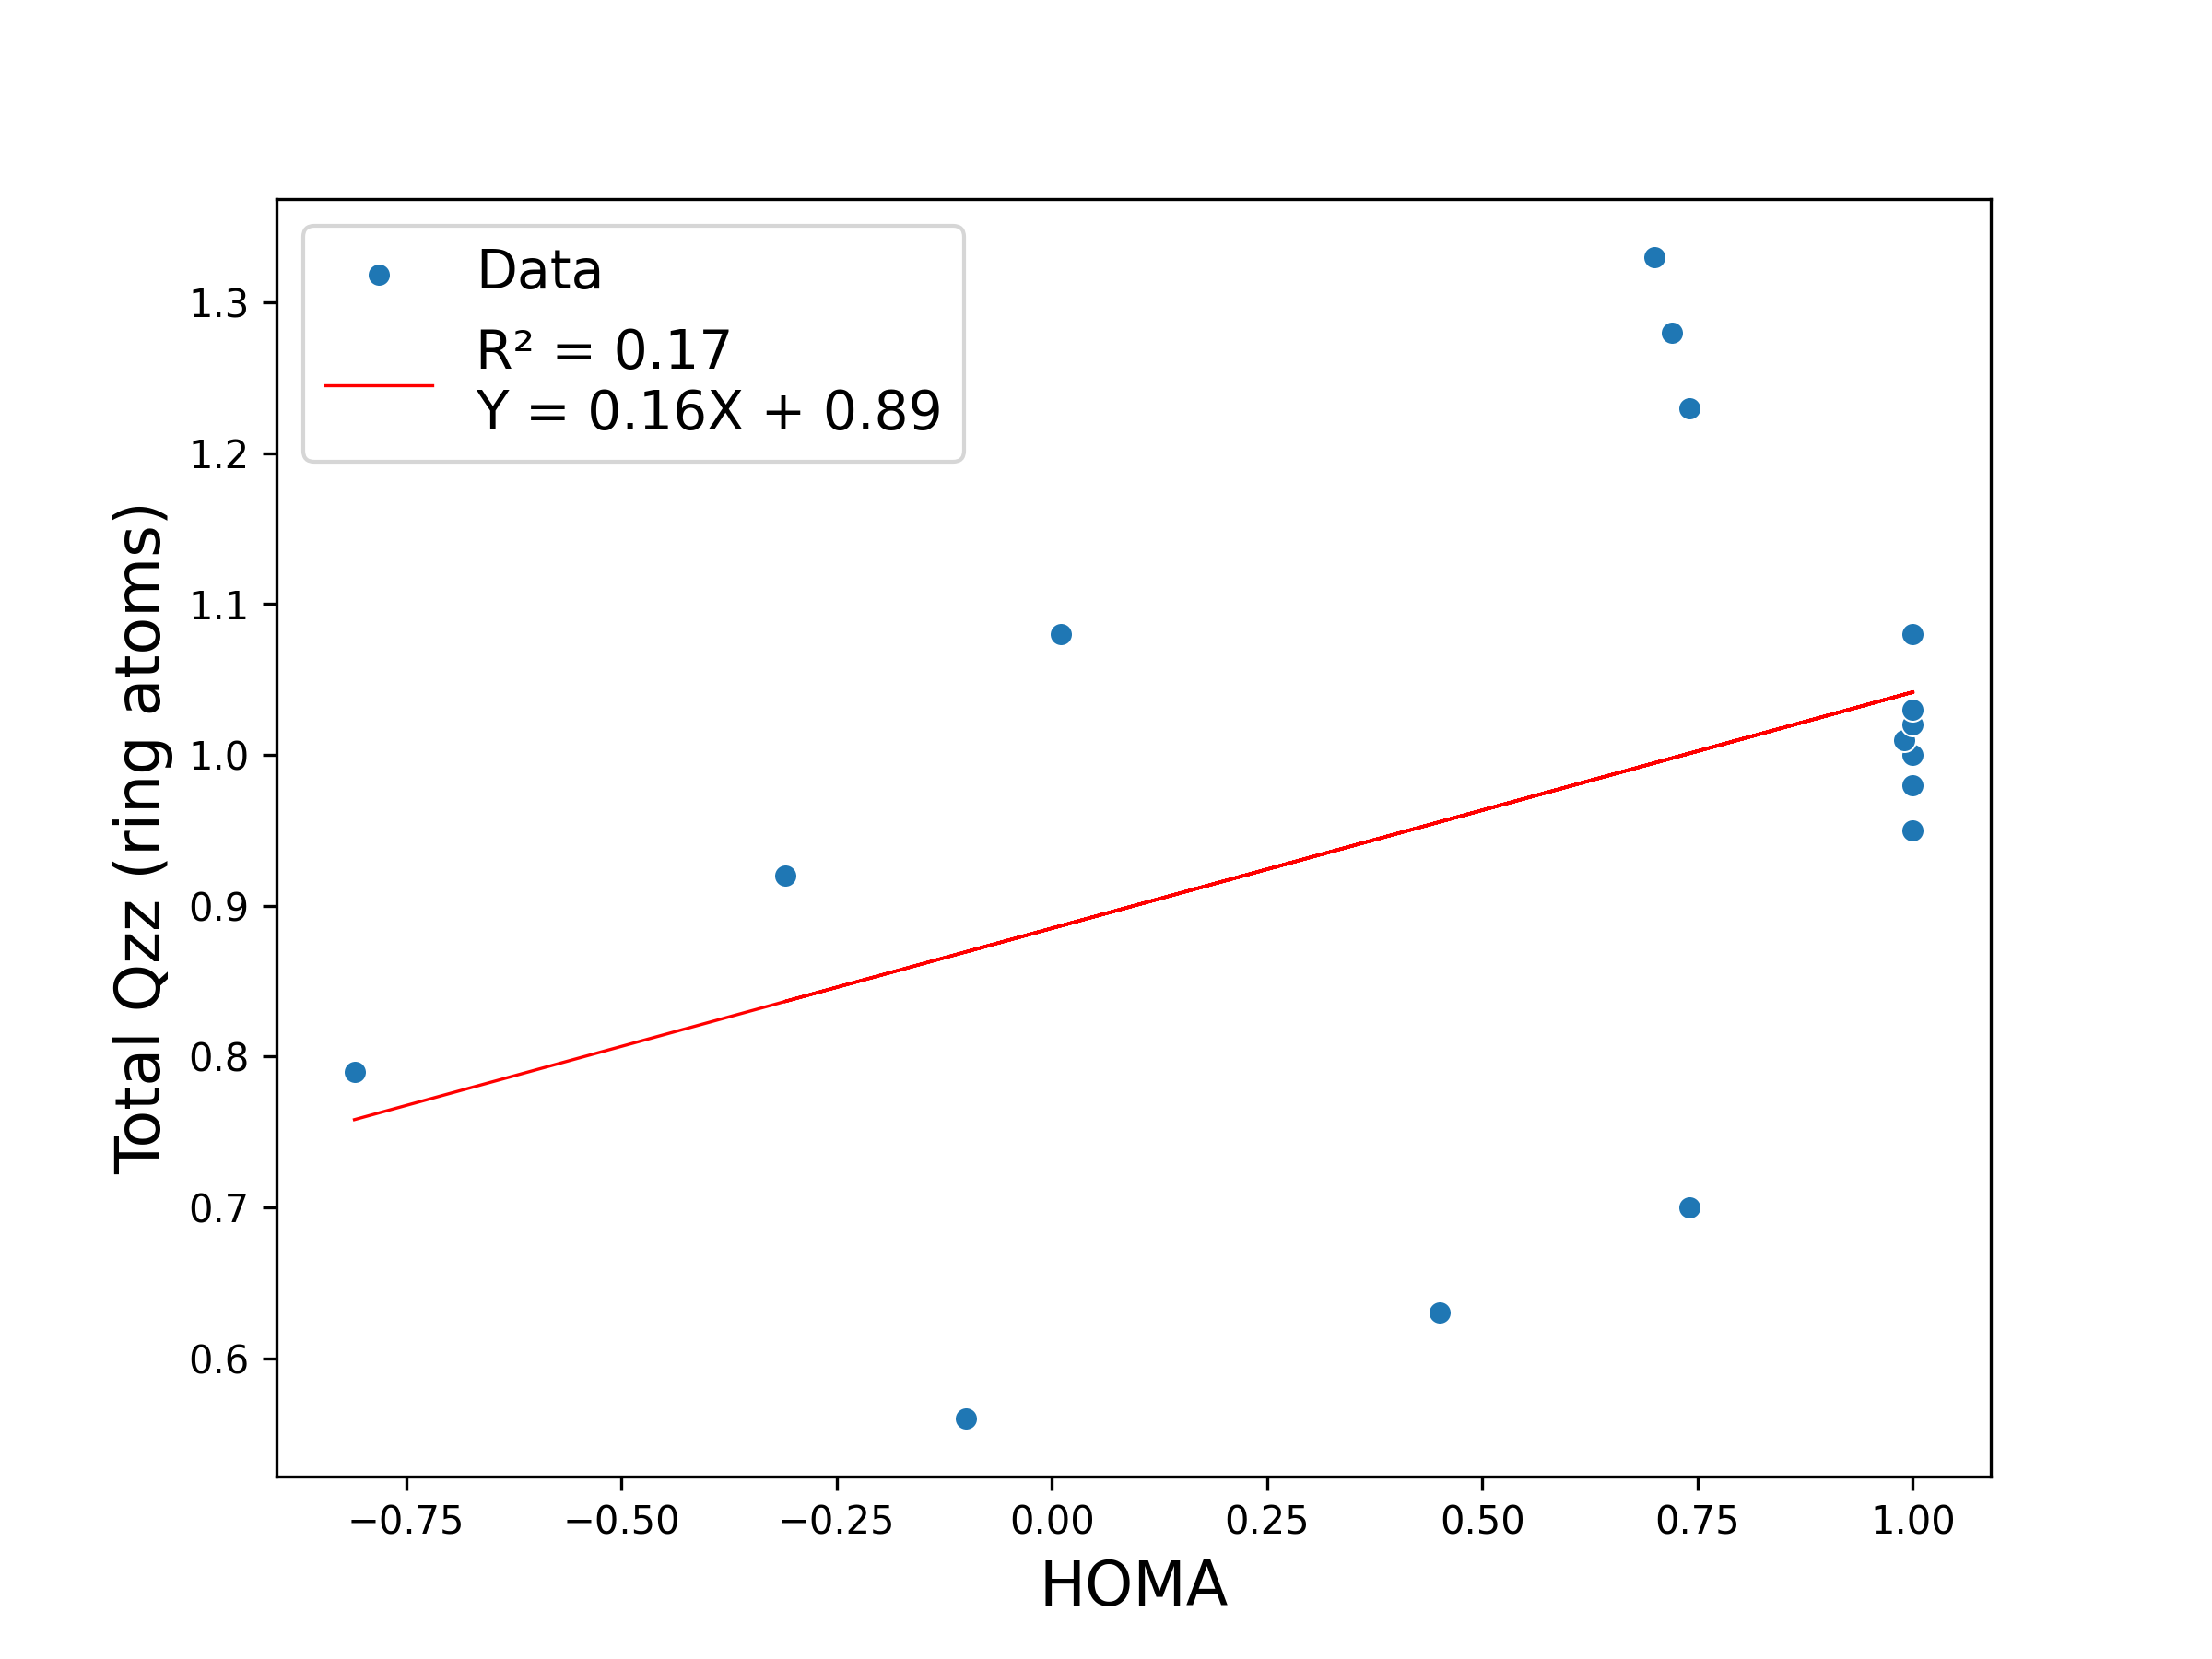 Data
R² = 0.17
Y = 0.16X + 0.89
Total Qzz (ring atoms)
1.3
1.2
1.1
1.0
0.9
0.8
0.7
0.6
−0.75 −0.50 −0.25 0.00 0.25 0.50 0.75 1.00
HOMA